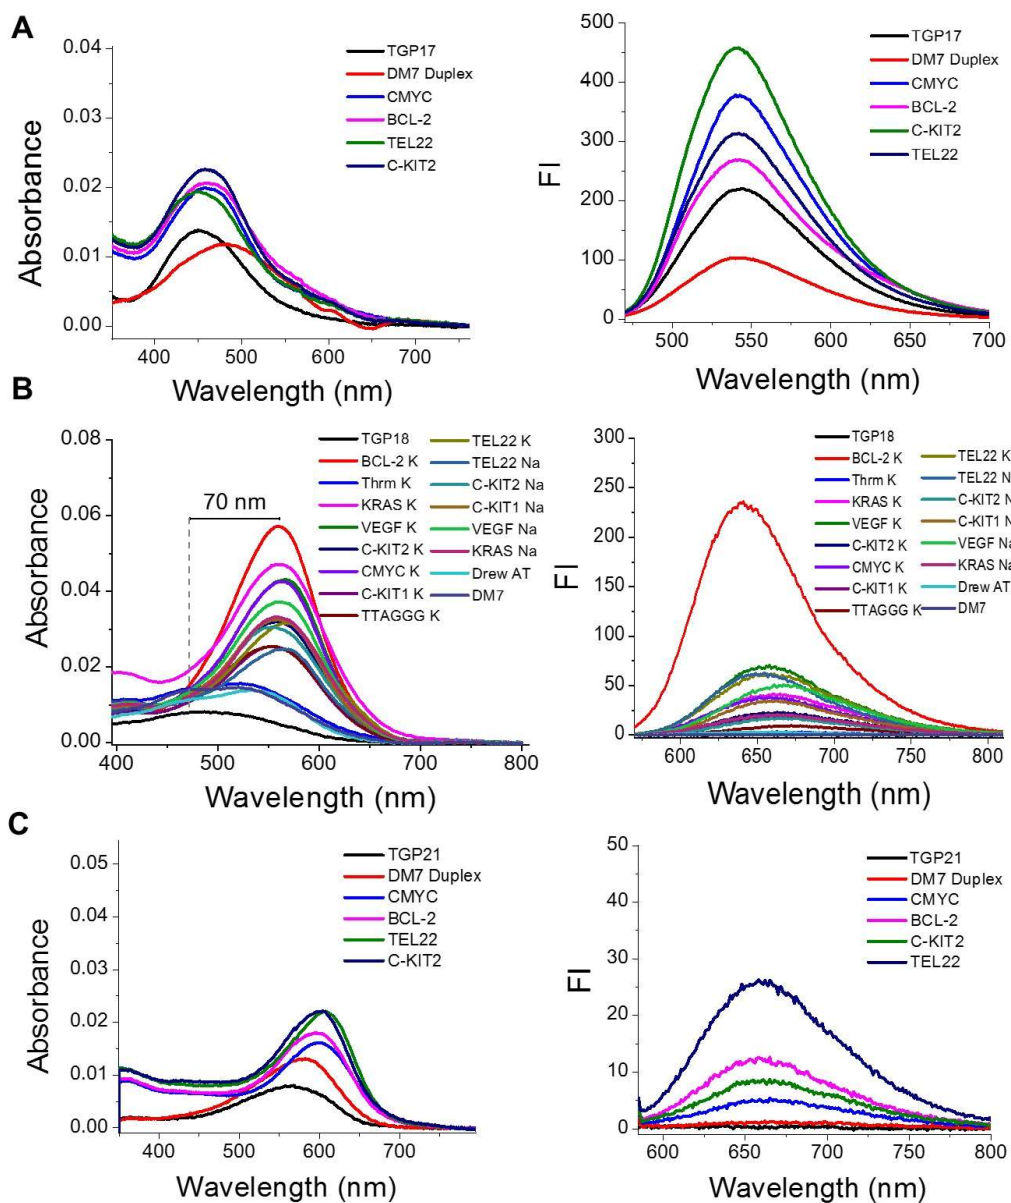 A
0.04
0.03
0.02
0.01
0.00
Absorbance
400 500 600 700
Wavelength (nm)
TGP17
DM7 Duplex
CMYC
BCL-2
TEL22
C-KIT2
500
400
300
200
100
0
FI
500 550 600 650 700
Wavelength (nm)
TGP17
DM7 Duplex
CMYC
BCL-2
C-KIT2
TEL22
B
0.08
0.06
0.04
0.02
0.00
Absorbance
400 500 600 700 800
Wavelength (nm)
70 nm
TGP18
BCL-2 K
Thrm K
KRAS K
VEGF K
C-KIT2 K
CMYC K
C-KIT1 K
TTAGGG K
TEL22 K
TEL22 Na
C-KIT2 Na
C-KIT1 Na
VEGF Na
KRAS Na
Drew AT
DM7
300
250
200
150
100
50
0
FI
600 650 700 750 800
Wavelength (nm)
TGP18
BCL-2 K
Thrm K
KRAS K
VEGF K
C-KIT2 K
CMYC K
C-KIT1 K
TTAGGG K
TEL22 K
TEL22 N
C-KIT2 N
C-KIT1 N
VEGF Na
KRAS Na
Drew AT
DM7
C
0.05
0.04
0.03
0.02
0.01
0.00
Absorbance
400 500 600 700
Wavelength (nm)
TGP21
DM7 Duplex
CMYC
BCL-2
TEL22
C-KIT2
50
40
30
20
10
0
FI
600 650 700 750 800
Wavelength (nm)
TGP21
DM7 Duplex
CMYC
BCL-2
C-KIT2
TEL22